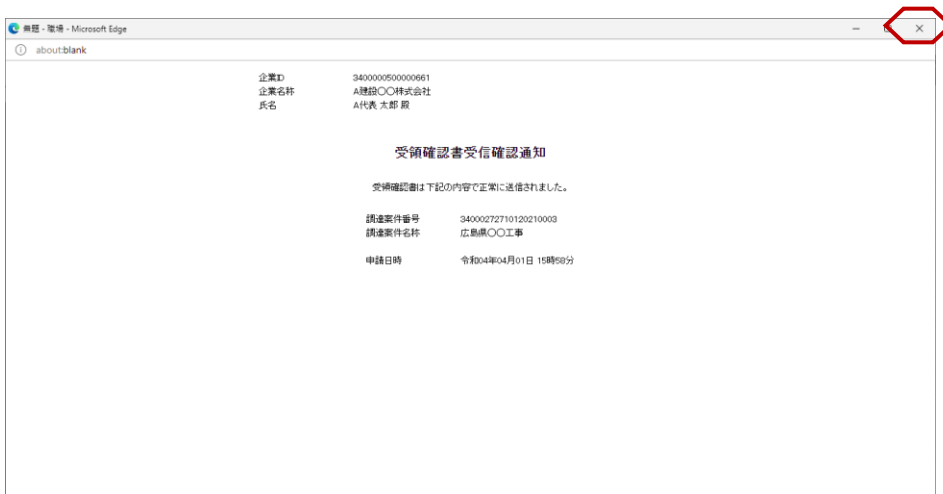 無題 - 職場 - Microsoft Edge
about:blank
企業ID 3400000500000661
企業名称 A建設〇〇株式会社
氏名 A代表 太郎 殿
受領確認書受信確認通知
受領確認書は下記の内容で正常に送信されました。
調達案件番号 34000272710120210003
調達案件名称 広島県〇〇工事
申請日時 令和04年04月01日 15時58分